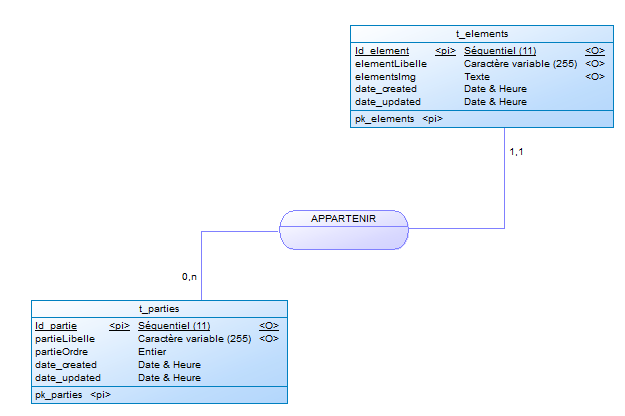 t_elements
Id_element <pi> Séquentiel (11) <O>
elementLibelle Caractère variable (255) <O>
elementsImg Texte <O>
date_created Date & Heure
date_updated Date & Heure
pk_elements <pi>
1,1
APPARTENIR
0,n
t_parties
Id_partie <pi> Séquentiel (11) <O>
partieLibelle Caractère variable (255) <O>
partieOrdre Entier
date_created Date & Heure
date_updated Date & Heure
pk_parties <pi>